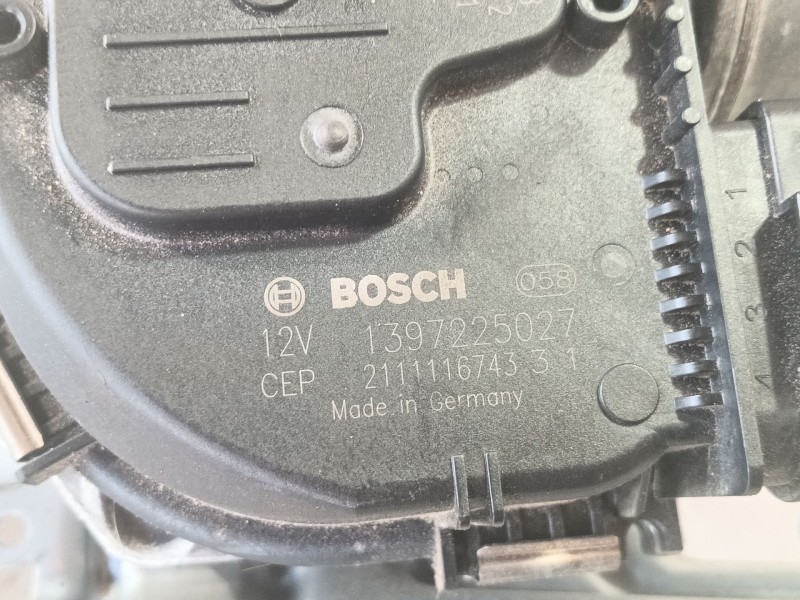 BOSCH 058
12V 1397225027
CEP 2111116743 3 1
Made in Germany
1
2
3
4